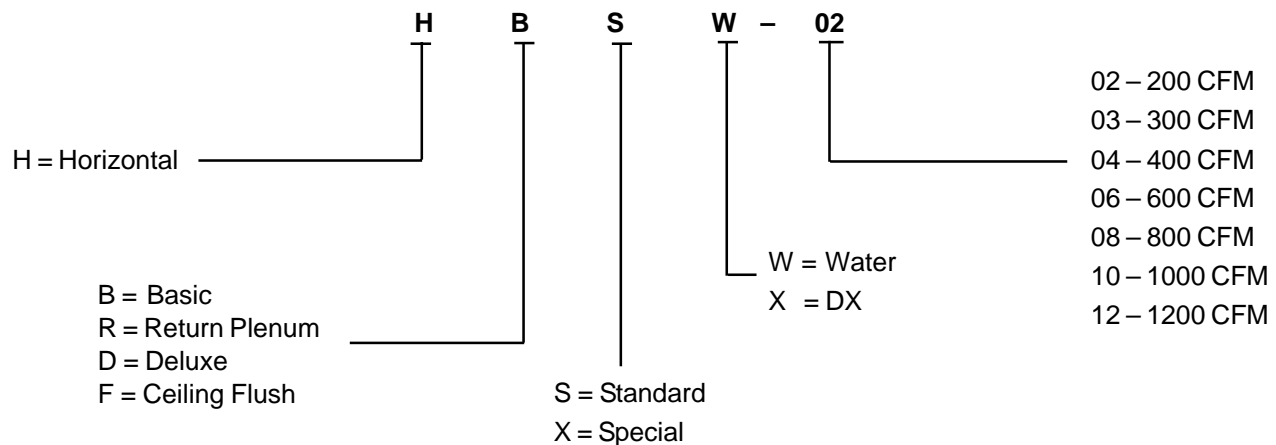 H B S W – 02
02 – 200 CFM
03 – 300 CFM
H = Horizontal
04 – 400 CFM
06 – 600 CFM
08 – 800 CFM
10 – 1000 CFM
12 – 1200 CFM
W = Water
X = DX
B = Basic
R = Return Plenum
D = Deluxe
F = Ceiling Flush
S = Standard
X = Special